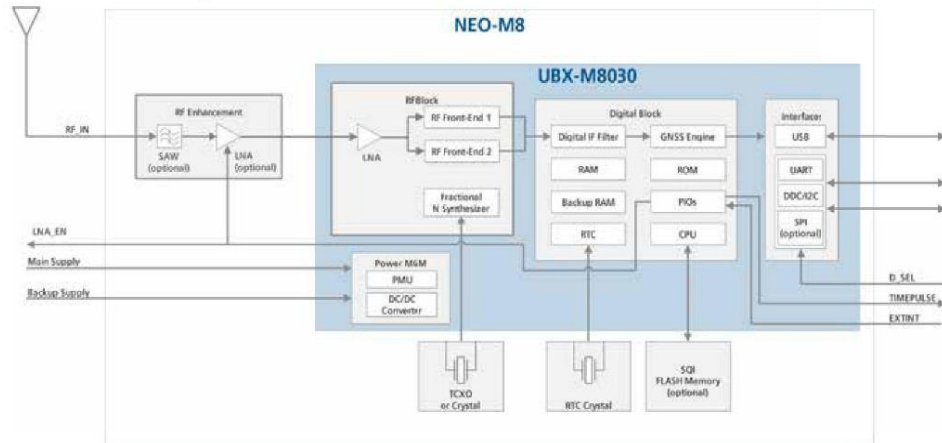 NEO-M8
UBX-M8030
RF_IN
RF Enhancement
SAW
(optional)
LNA
(optional)
RFBlock
LNA
RF Front-End 1
RF Front-End 2
Fractional
N Synthesizer
Digital Block
Digital IF Filter
GNSS Engine
RAM
ROM
Backup RAM
PIOs
RTC
CPU
Interfaces
USB
UART
DDC/I2C
SPI
(optional)
LNA_EN
Main Supply
Backup Supply
Power M&M
PMU
DC/DC
Converter
D_SEL
TIMEPULSE
EXTINT
TCXO
or Crystal
RTC Crystal
SQI
FLASH Memory
(optional)